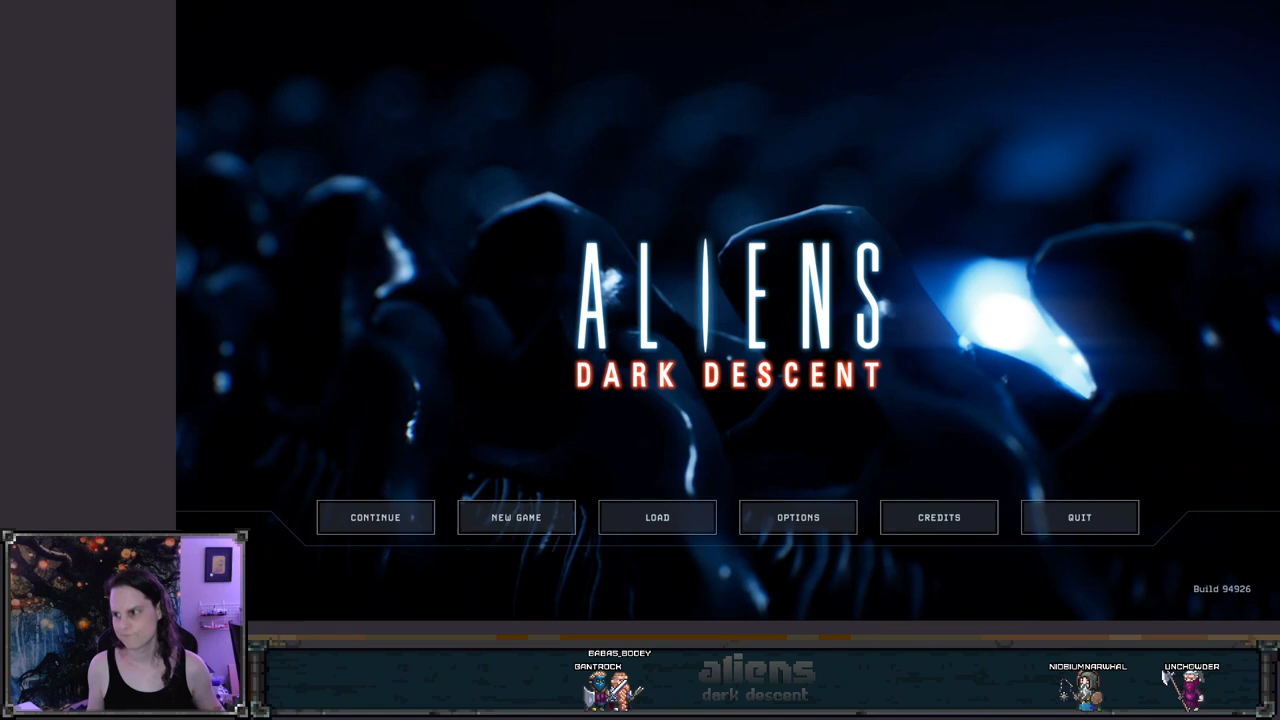 ALIENS
DARK DESCENT
CONTINUE
NEW GAME
LOAD
OPTIONS
CREDITS
QUIT
Build 94926
BABAS_BODEY
GANTROCK
aliens
dark descent
NIOBIUMNARWHAL
UNCHOWDER